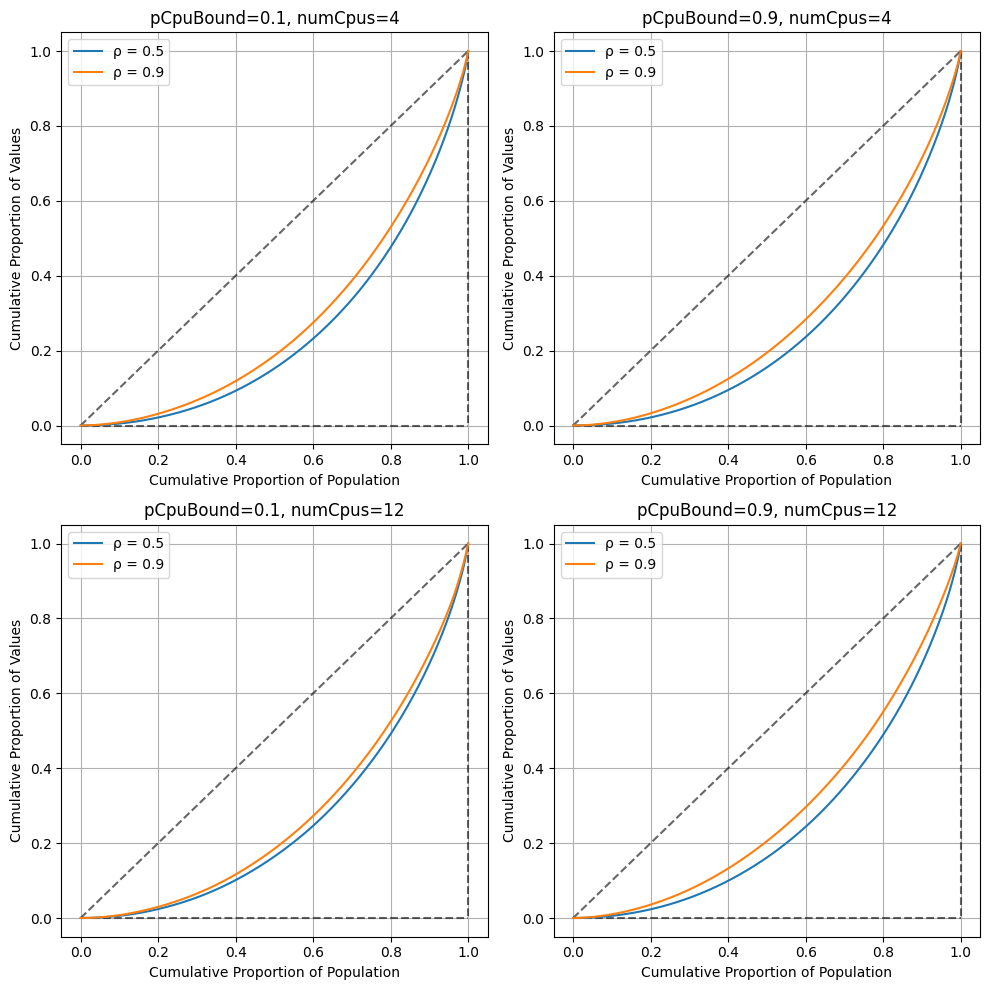 pCpuBound=0.1, numCpus=4
ρ = 0.5
ρ = 0.9
1.0
0.8
0.6
0.4
0.2
0.0
Cumulative Proportion of Values
0.0 0.2 0.4 0.6 0.8 1.0
Cumulative Proportion of Population
pCpuBound=0.9, numCpus=4
ρ = 0.5
ρ = 0.9
1.0
0.8
0.6
0.4
0.2
0.0
Cumulative Proportion of Values
0.0 0.2 0.4 0.6 0.8 1.0
Cumulative Proportion of Population
pCpuBound=0.1, numCpus=12
ρ = 0.5
ρ = 0.9
1.0
0.8
0.6
0.4
0.2
0.0
Cumulative Proportion of Values
0.0 0.2 0.4 0.6 0.8 1.0
Cumulative Proportion of Population
pCpuBound=0.9, numCpus=12
ρ = 0.5
ρ = 0.9
1.0
0.8
0.6
0.4
0.2
0.0
Cumulative Proportion of Values
0.0 0.2 0.4 0.6 0.8 1.0
Cumulative Proportion of Population